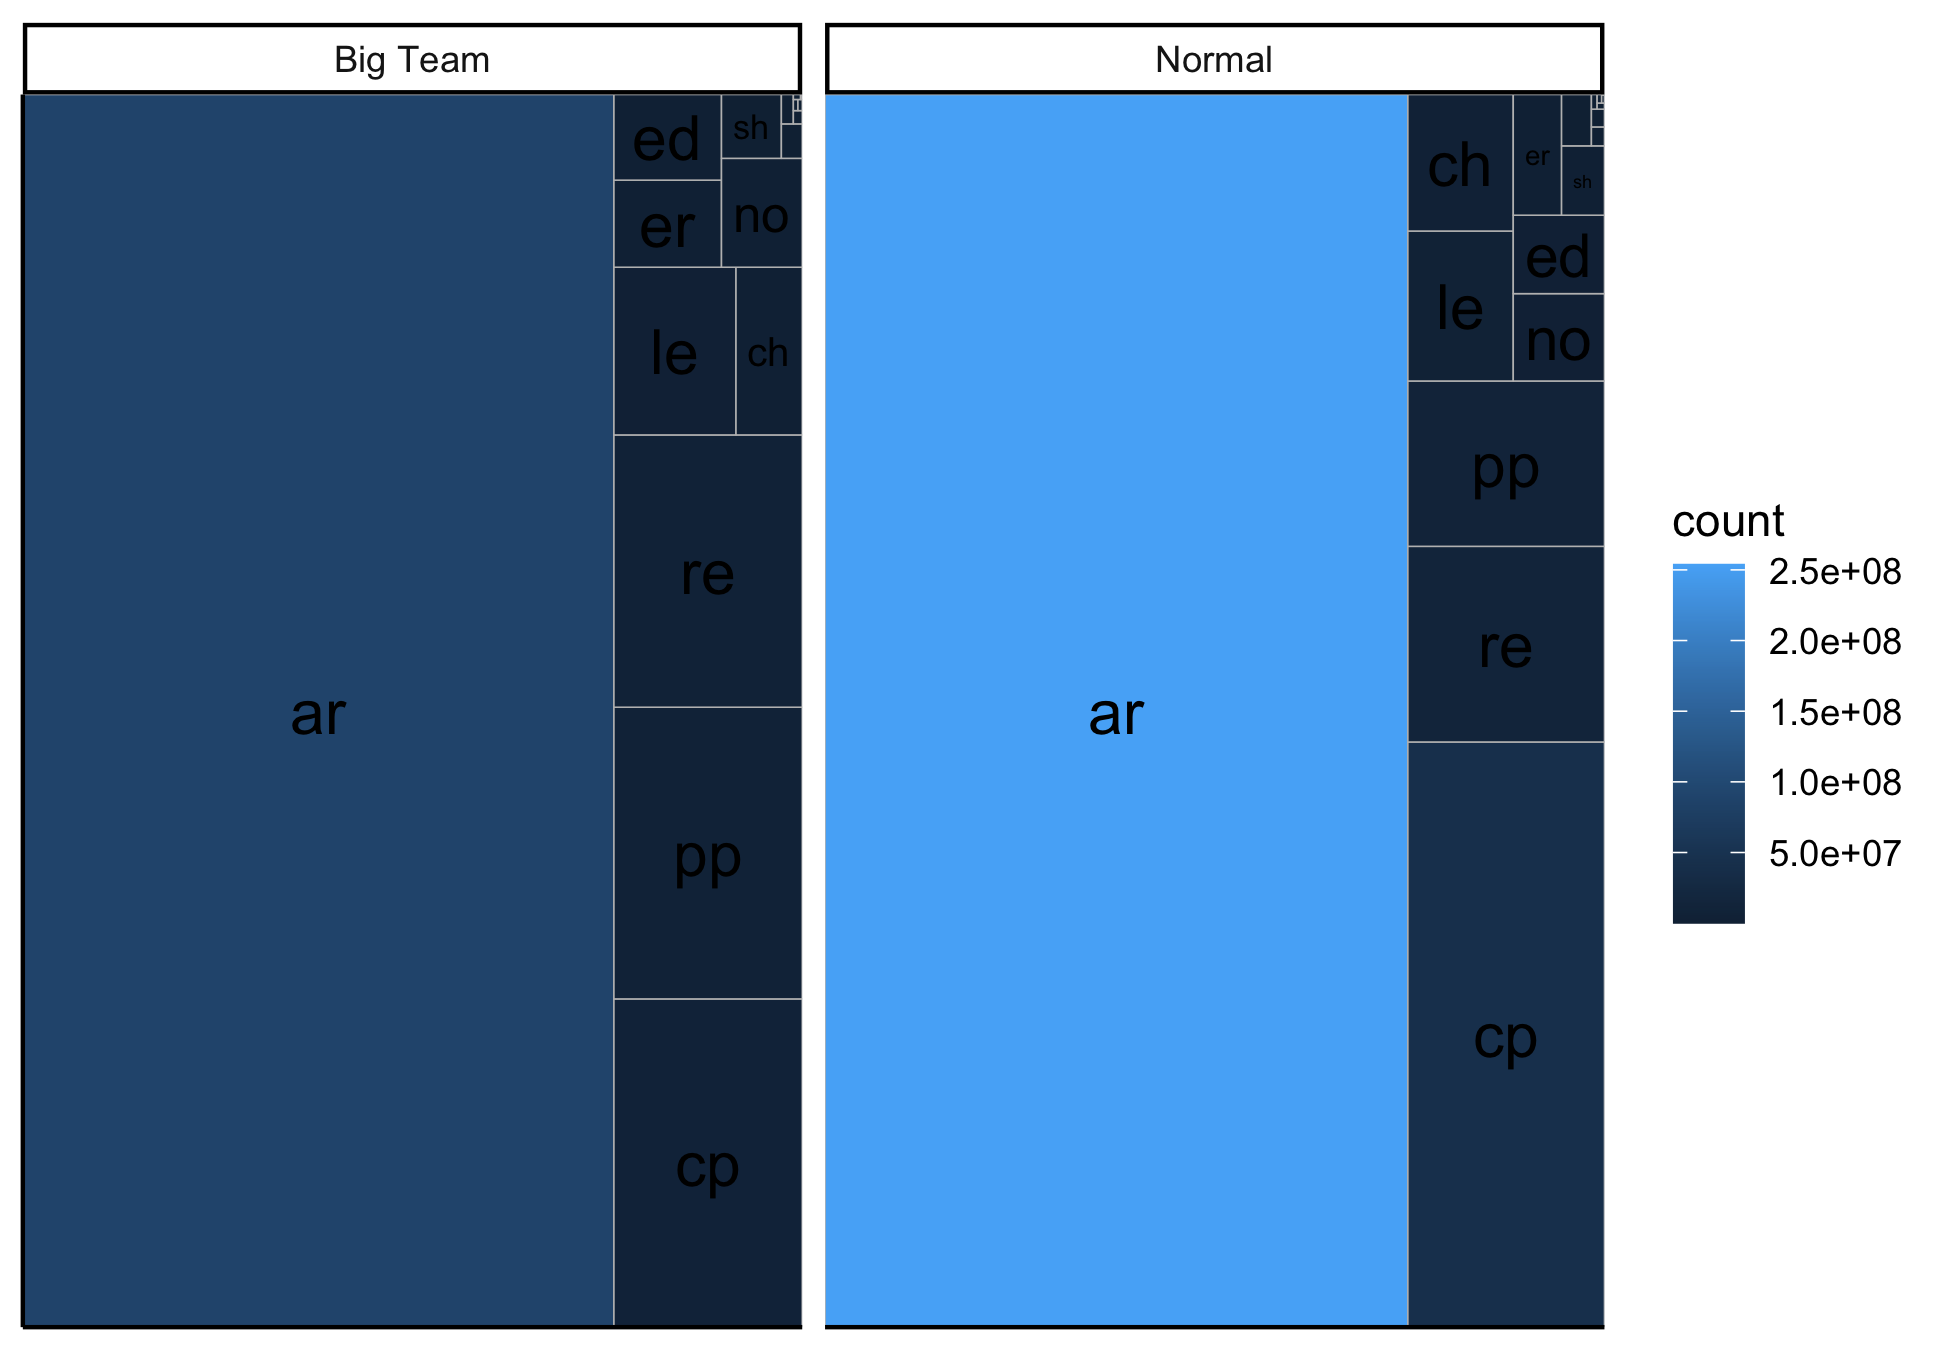 Big Team
ed
sh
er
no
le
ch
re
ar
pp
cp
Normal
ch
er
sh
ed
le
no
pp
re
ar
cp
count
2.5e+08
2.0e+08
1.5e+08
1.0e+08
5.0e+07